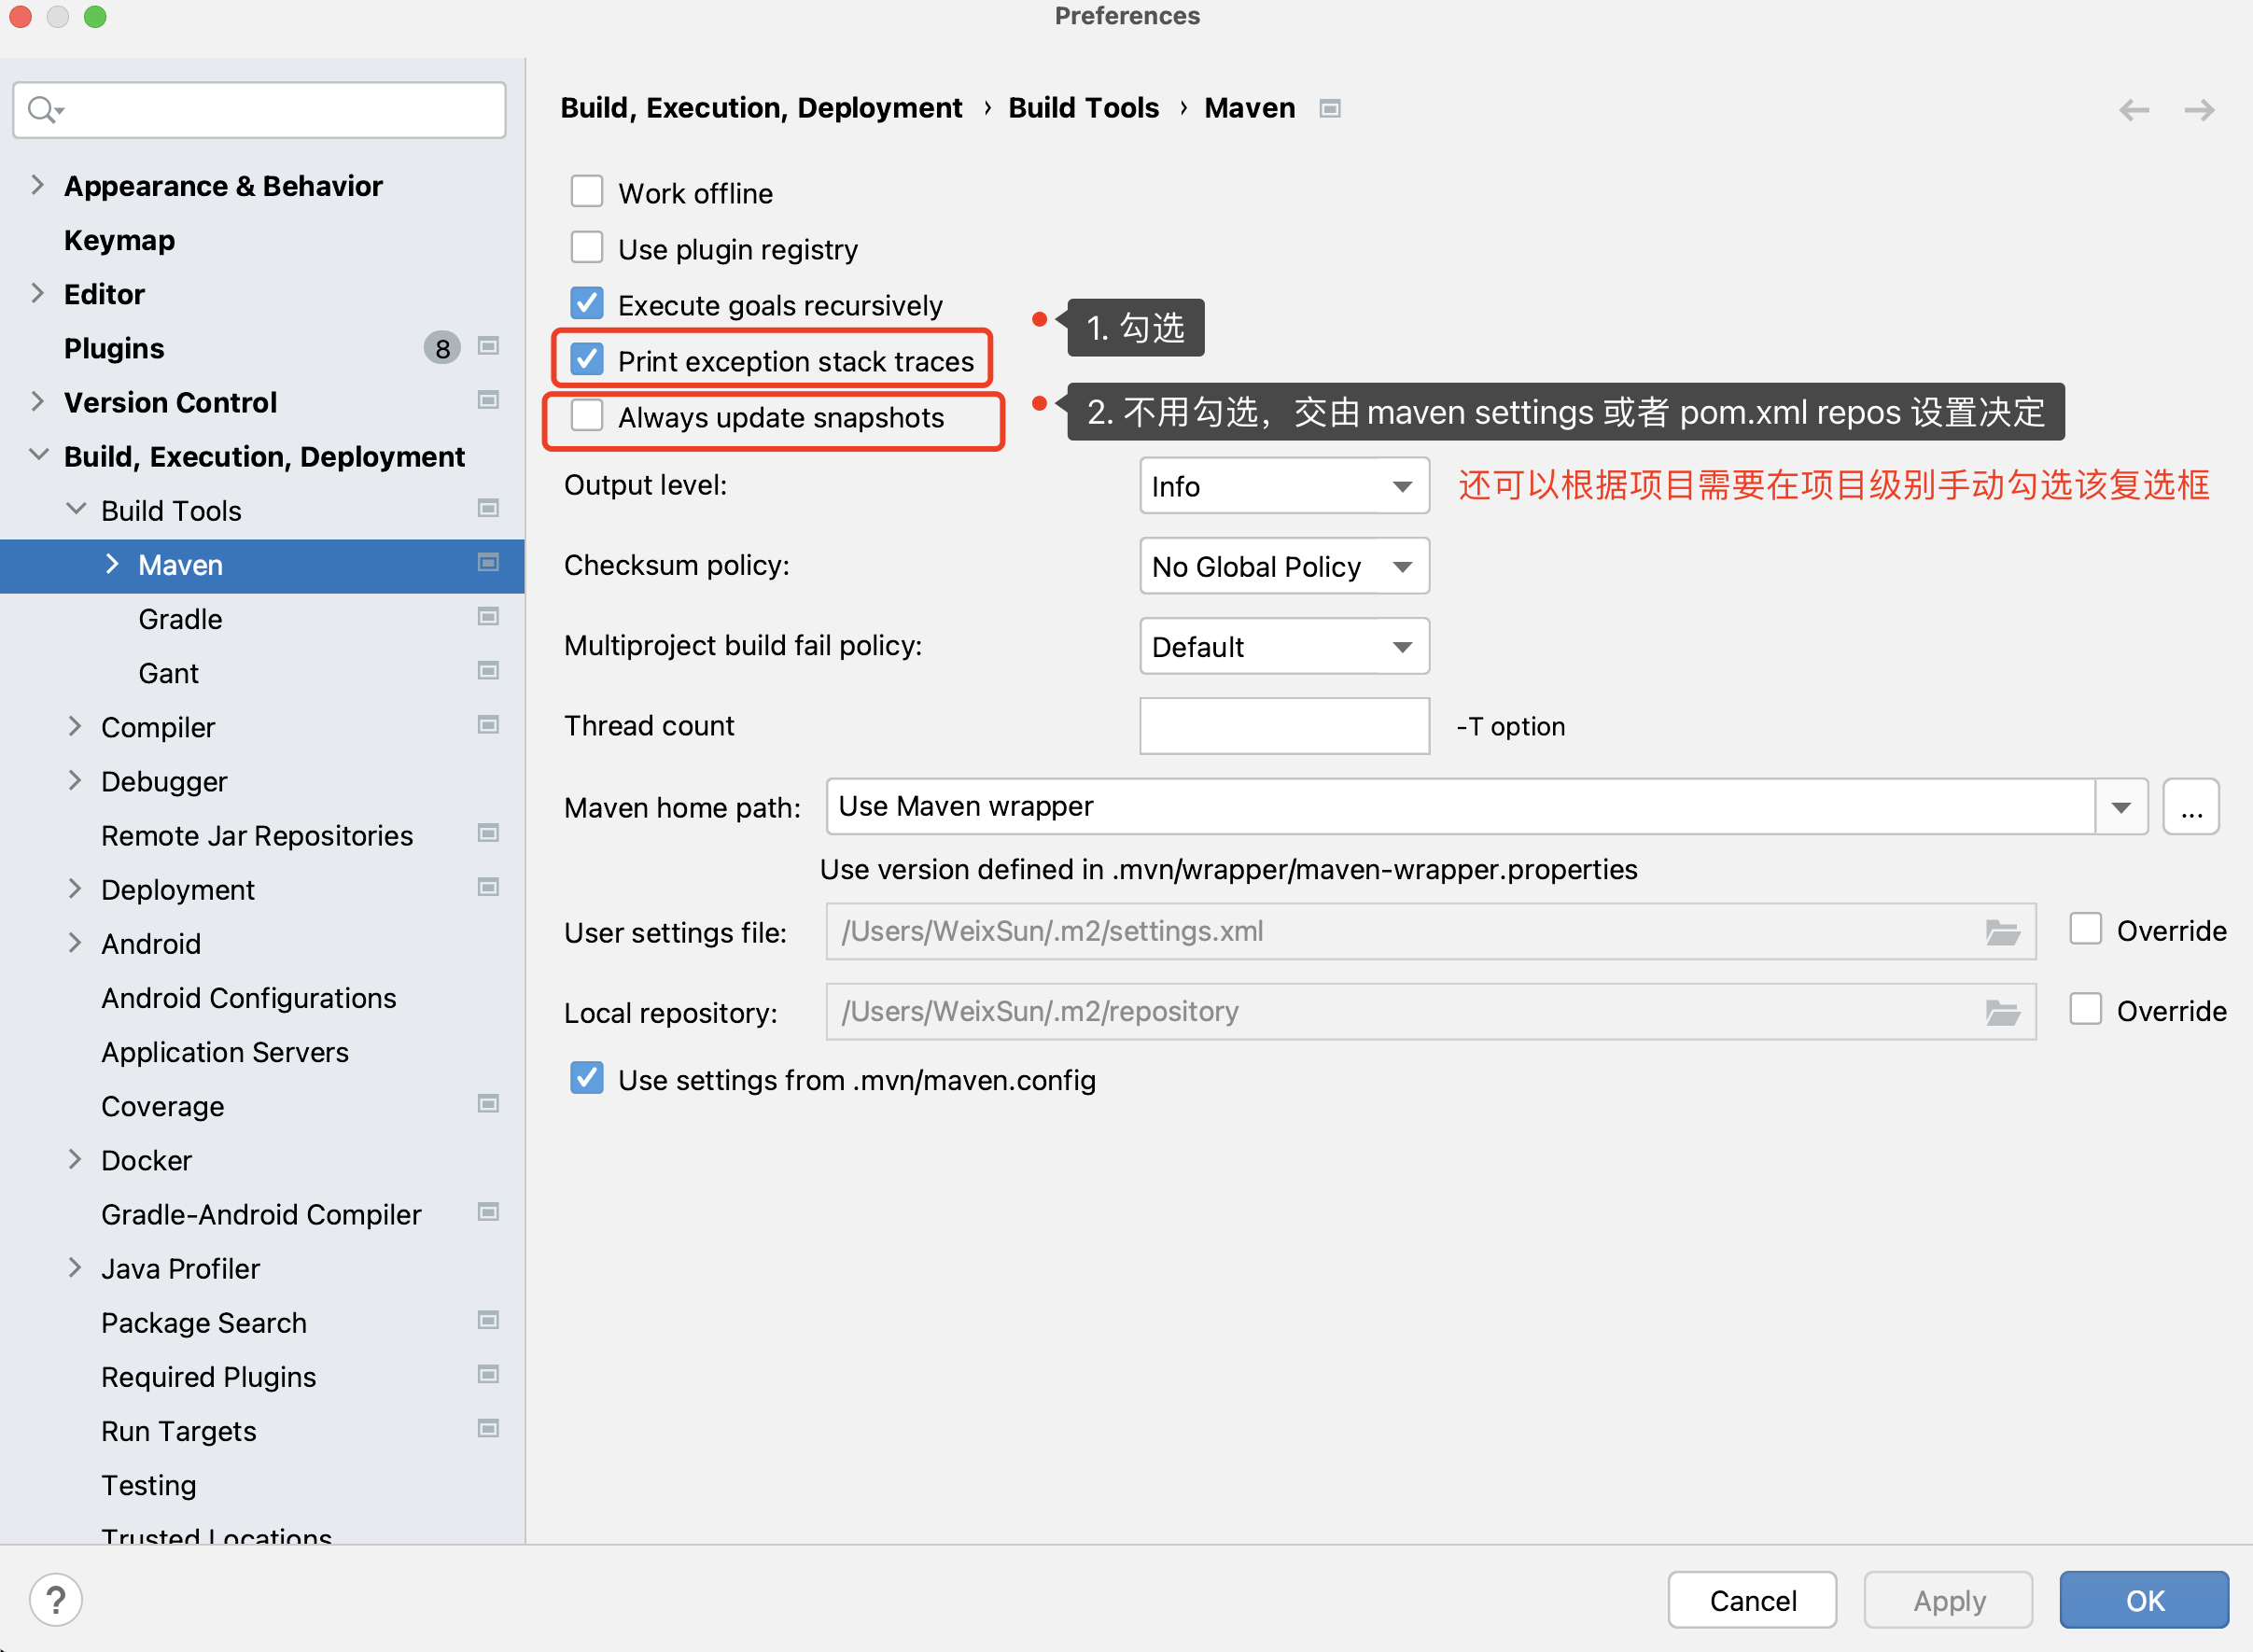 Preferences
Appearance & Behavior
Keymap
Editor
Plugins 8
Version Control
Build, Execution, Deployment
Build Tools
Maven
Gradle
Gant
Compiler
Debugger
Remote Jar Repositories
Deployment
Android
Android Configurations
Application Servers
Coverage
Docker
Gradle-Android Compiler
Java Profiler
Package Search
Required Plugins
Run Targets
Testing
Trusted Locations
Build, Execution, Deployment › Build Tools › Maven
Work offline
Use plugin registry
Execute goals recursively
1. 勾选
Print exception stack traces
2. 不用勾选，交由 maven settings 或者 pom.xml repos 设置决定
Always update snapshots
Output level: Info 还可以根据项目需要在项目级别手动勾选该复选框
Checksum policy: No Global Policy
Multiproject build fail policy: Default
Thread count -T option
Maven home path: Use Maven wrapper ...
Use version defined in .mvn/wrapper/maven-wrapper.properties
User settings file: /Users/WeixSun/.m2/settings.xml Override
Local repository: /Users/WeixSun/.m2/repository Override
Use settings from .mvn/maven.config
? Cancel Apply OK